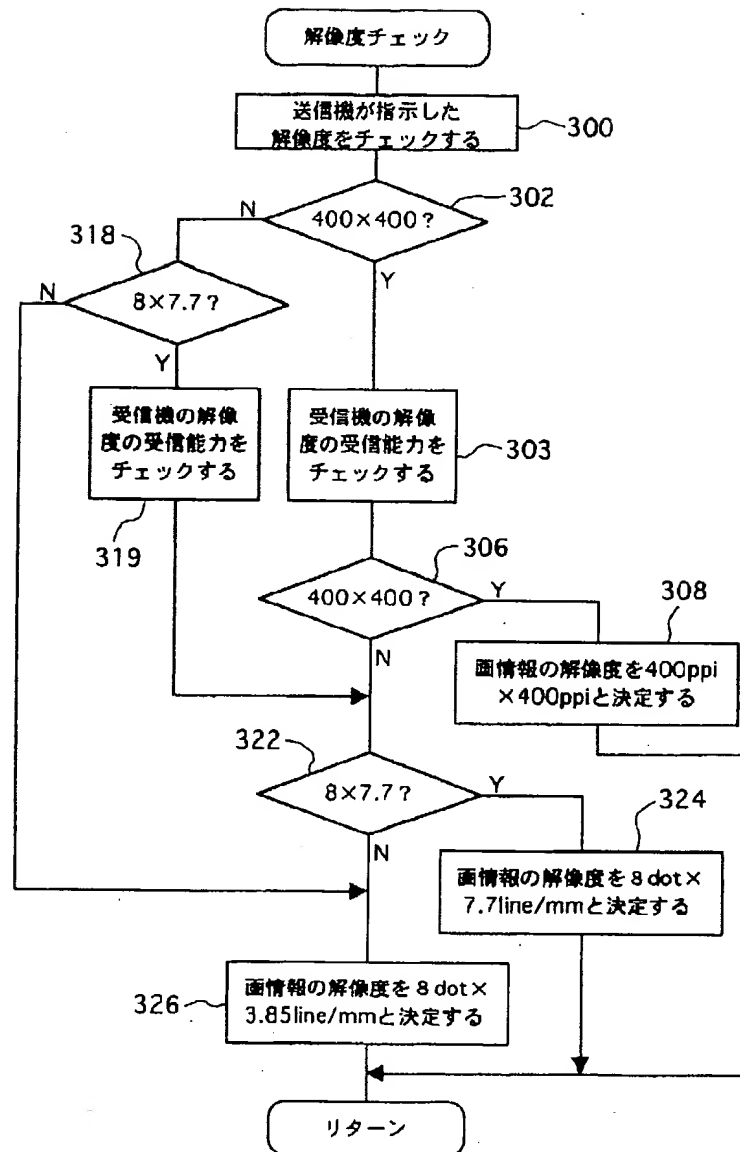 解像度チェック
送信機が指示した
解像度をチェックする
300
302
N
400×400?
Y
318
N
8×7.7?
Y
受信機の解像
度の受信能力を
チェックする
319
受信機の解像
度の受信能力を
チェックする
303
306
400×400?
Y
N
308
画情報の解像度を400ppi
×400ppiと決定する
322
8×7.7?
Y
N
324
画情報の解像度を8dot×
7.7line/mmと決定する
326
画情報の解像度を8dot×
3.85line/mmと決定する
リターン